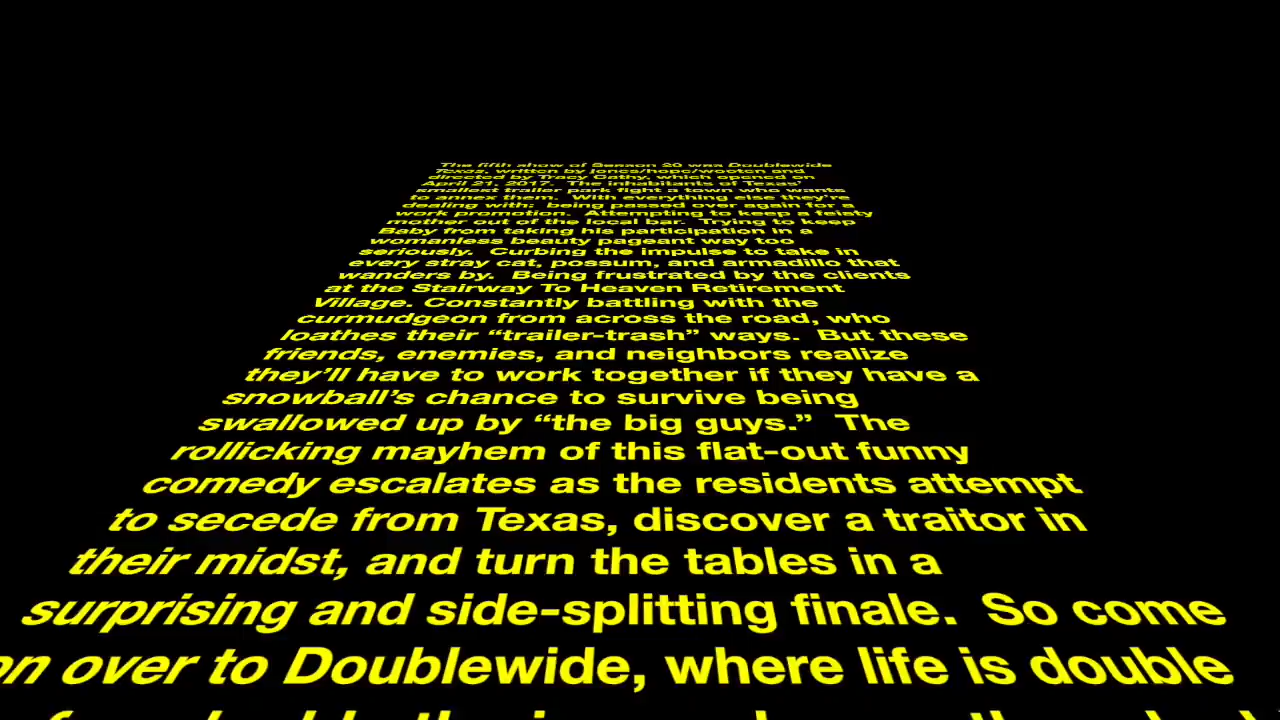 The fifth show of Season 20 was Doublewide
Texas, written by jones/hope/wooten and
directed by Tracy Cathy, which opened on
April 21, 2017.  The inhabitants of Texas'
smallest trailer park fight a town who wants
to annex them.  With everything else they're
dealing with:  being passed over again for a
work promotion.  Attempting to keep a feisty
mother out of the local bar.  Trying to keep
Baby from taking his participation in a
womanless beauty pageant way too
seriously.  Curbing the impulse to take in
every stray cat, possum, and armadillo that
wanders by.  Being frustrated by the clients
at the Stairway To Heaven Retirement
Village. Constantly battling with the
curmudgeon from across the road, who
loathes their “trailer-trash” ways.  But these
friends, enemies, and neighbors realize
they’ll have to work together if they have a
snowball’s chance to survive being
swallowed up by “the big guys.”  The
rollicking mayhem of this flat-out funny
comedy escalates as the residents attempt
to secede from Texas, discover a traitor in
their midst, and turn the tables in a
surprising and side-splitting finale.  So come
on over to Doublewide, where life is double